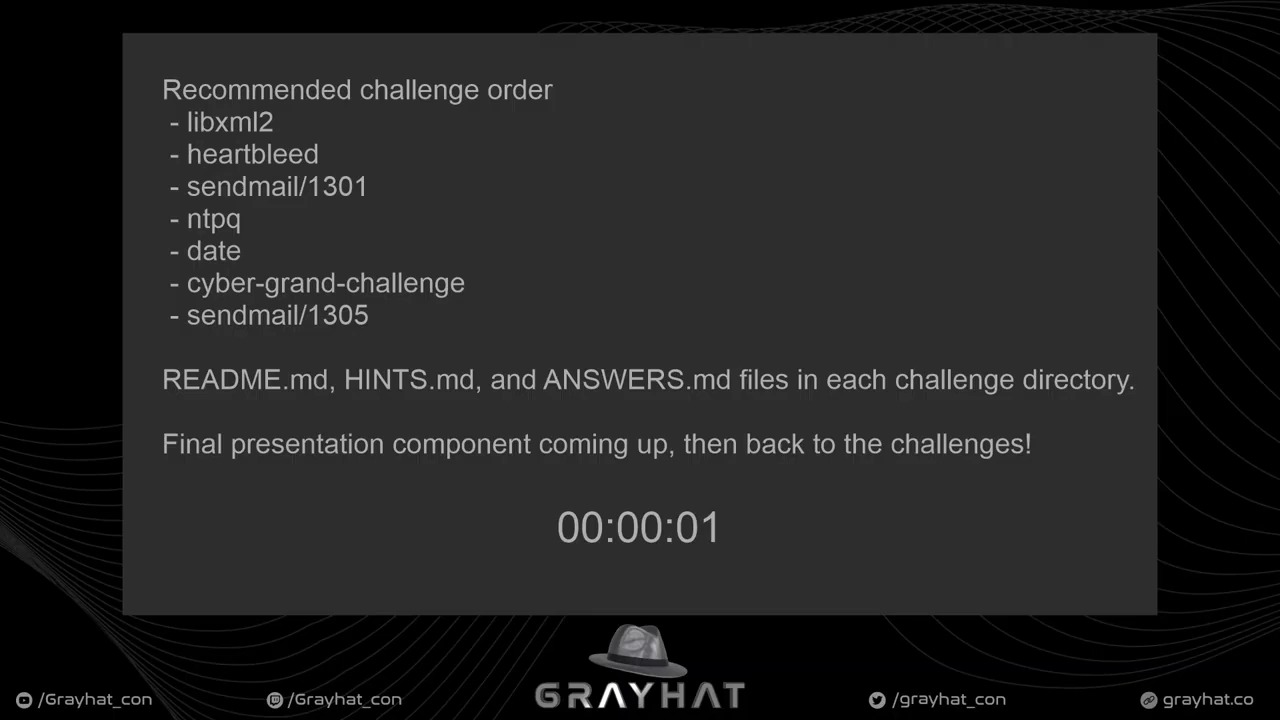 Recommended challenge order
- libxml2
- heartbleed
- sendmail/1301
- ntpq
- date
- cyber-grand-challenge
- sendmail/1305
README.md, HINTS.md, and ANSWERS.md files in each challenge directory.
Final presentation component coming up, then back to the challenges!
00:00:01
GRAYHAT
/Grayhat_con
/Grayhat_con
/grayhat_con
grayhat.co